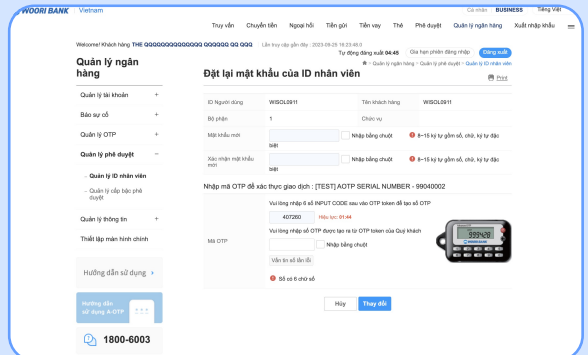 WOORI BANK Vietnam
Cá nhân BUSINESS Tiếng Việt
Truy vấn Chuyển tiền Ngoại hối Tiền gửi Tiền vay Thẻ Phê duyệt Quản lý ngân hàng Xuất nhập khẩu
Welcome! Khách hàng THE QQQQQQQQQQQQQ QQQQQQ QQ QQQ Lần truy cập gần đây : 2023-09-25 16:23:48.0
Tự động đăng xuất 04:45 Gia hạn phiên đăng nhập Đăng xuất
> Quản lý ngân hàng > Quản lý phê duyệt > Quản lý ID nhân viên
Quản lý ngân hàng
Quản lý tài khoản +
Báo sự cố +
Quản lý OTP +
Quản lý phê duyệt −
- Quản lý ID nhân viên
- Quản lý cấp bậc phê duyệt
Quản lý thông tin +
Thiết lập màn hình chính
Hướng dẫn sử dụng >
Hướng dẫn
sử dụng A-OTP
1800-6003
Đặt lại mật khẩu của ID nhân viên
Print
ID Người dùng WISOL0911 Tên khách hàng WISOL0911
Bộ phận 1 Chức vụ
Mật khẩu mới Nhập bằng chuột 8~15 ký tự gồm số, chữ, ký tự đặc
biệt
Xác nhận mật khẩu mới Nhập bằng chuột 8~15 ký tự gồm số, chữ, ký tự đặc
biệt
Nhập mã OTP để xác thực giao dịch : [TEST] AOTP SERIAL NUMBER - 99040002
Mã OTP
Vui lòng nhập 6 số INPUT CODE sau vào OTP token để tạo số OTP
407260 Hiệu lực: 01:44
Vui lòng nhập số OTP được tạo ra từ OTP token của Quý khách
Nhập bằng chuột
Vấn tin số lần lỗi
Số có 6 chữ số
999428
WOORI BANK
Hủy Thay đổi